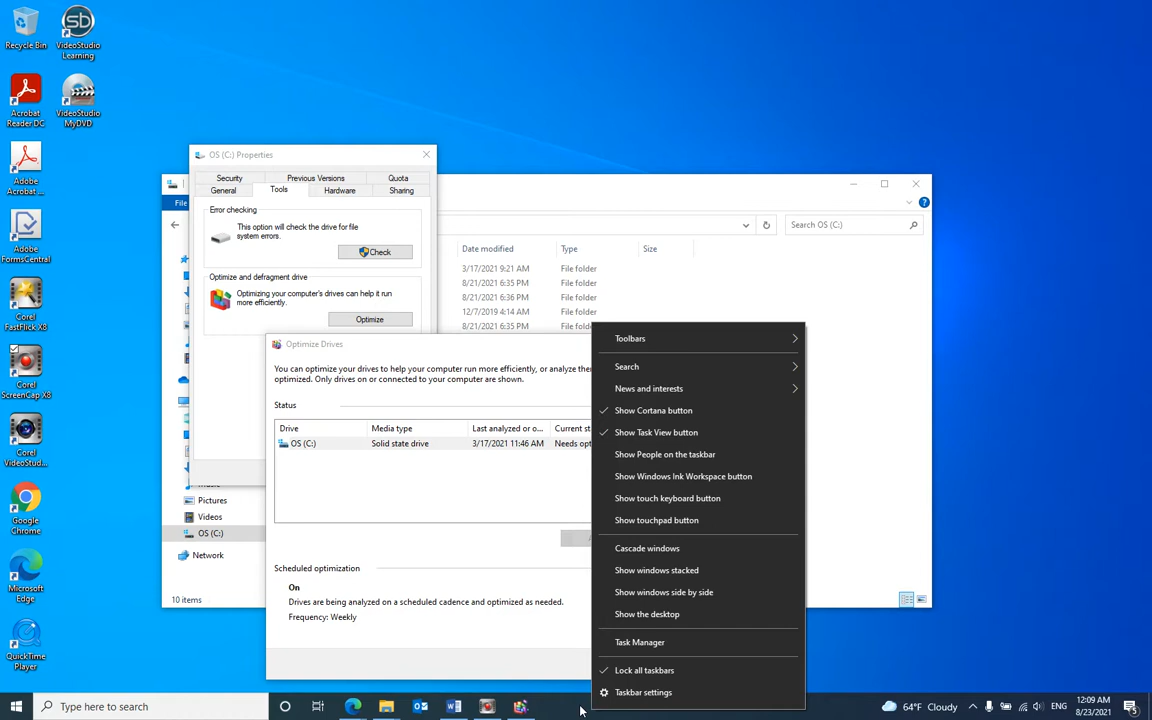 Recycle Bin
VideoStudio
Learning
Acrobat
Reader DC
VideoStudio
MyDVD
Adobe
Acrobat ...
Adobe
FormsCentral
Corel
FastFlick X8
Corel
ScreenCap X8
Corel
VideoStud...
Google
Chrome
Microsoft
Edge
QuickTime
Player
OS (C:) Properties
Security
Previous Versions
Quota
General
Tools
Hardware
Sharing
Error checking
This option will check the drive for file
system errors.
Check
Optimize and defragment drive
Optimizing your computer's drives can help it run
more efficiently.
Optimize
File
Search OS (C:)
Date modified
Type
Size
3/17/2021 9:21 AM
File folder
8/21/2021 6:35 PM
File folder
8/21/2021 6:36 PM
File folder
12/7/2019 4:14 AM
File folder
8/21/2021 6:35 PM
File folder
Pictures
Videos
OS (C:)
Network
10 items
Optimize Drives
You can optimize your drives to help your computer run more efficiently, or analyze
optimized. Only drives on or connected to your computer are shown.
Status
Drive
Media type
Last analyzed or o...
Current
OS (C:)
Solid state drive
3/17/2021 11:46 AM
Needs
Scheduled optimization
On
Drives are being analyzed on a scheduled cadence and optimized as needed.
Frequency: Weekly
Toolbars
Search
News and interests
Show Cortana button
Show Task View button
Show People on the taskbar
Show Windows Ink Workspace button
Show touch keyboard button
Show touchpad button
Cascade windows
Show windows stacked
Show windows side by side
Show the desktop
Task Manager
Lock all taskbars
Taskbar settings
Type here to search
64°F Cloudy
ENG
12:09 AM
8/23/2021
5